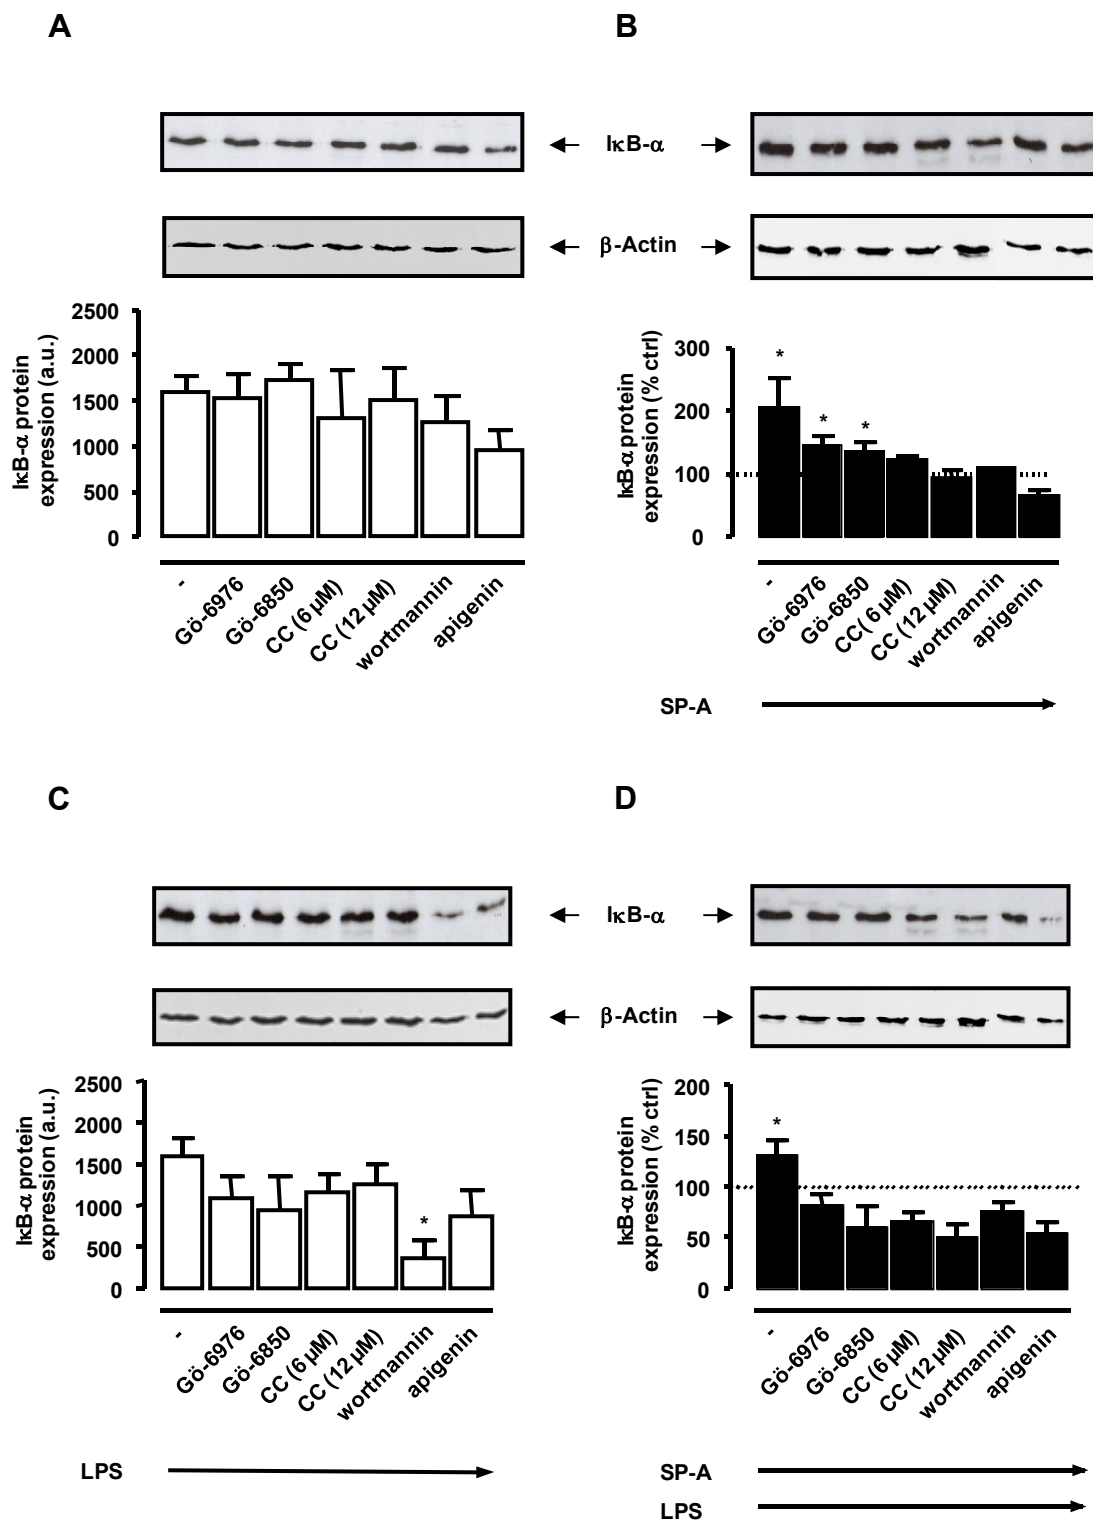 A
B
IκB-α
β-Actin
2500
2000
1500
1000
500
0
IκB-α protein
expression (a.u.)
300
200
100
0
IκB-α protein
expression (% ctrl)
*
*
*
-
Gö-6976
Gö-6850
CC (6 µM)
CC (12 µM)
wortmannin
apigenin
-
Gö-6976
Gö-6850
CC( 6 µM)
CC (12 µM)
wortmannin
apigenin
SP-A
C
D
IκB-α
β-Actin
2500
2000
1500
1000
500
0
IκB-α protein
expression (a.u.)
*
200
150
100
50
0
IκB-α protein
expression (% ctrl)
*
-
Gö-6976
Gö-6850
CC (6 µM)
CC (12 µM)
wortmannin
apigenin
-
Gö-6976
Gö-6850
CC (6 µM)
CC (12 µM)
wortmannin
apigenin
LPS
SP-A
LPS